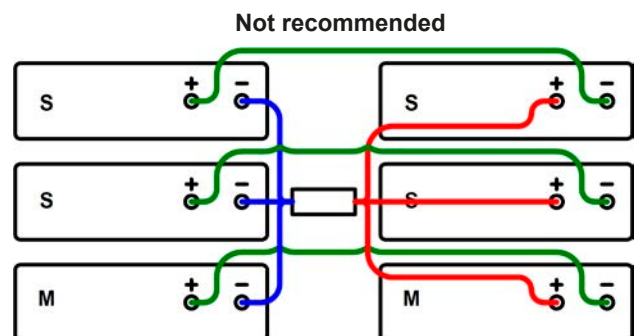 Not recommended
+ − + −
S S
+ − + −
S S
+ − + −
M M